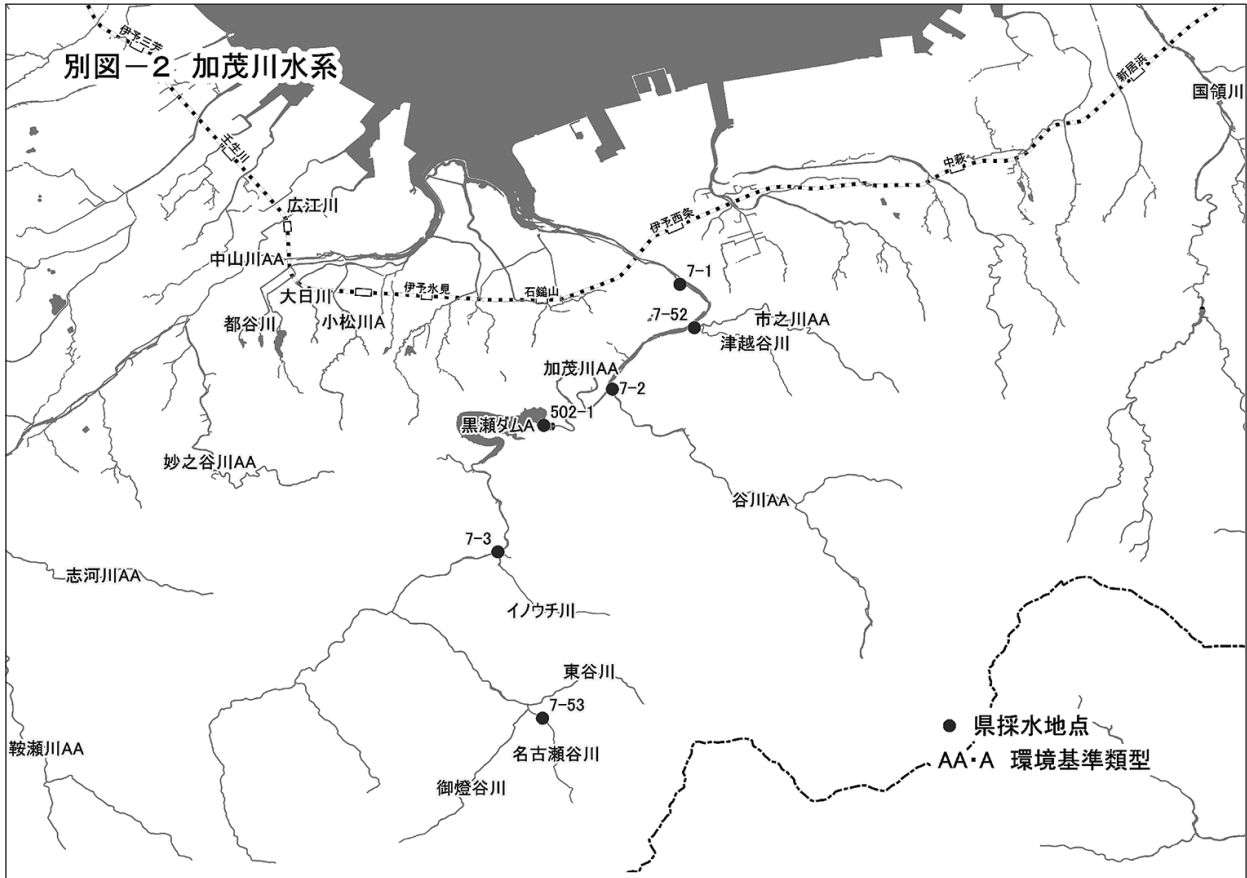 別図－2 加茂川水系
伊予三芳
壬生川
新居浜
国領川
中萩
広江川
伊予西条
中山川AA
大日川
伊予氷見
石鎚山
7-1
都谷川
小松川A
7-52
市之川AA
津越谷川
加茂川AA
7-2
502-1
黒瀬ダムA
妙之谷川AA
谷川AA
7-3
志河川AA
イノウチ川
東谷川
7-53
名古瀬谷川
御燈谷川
鞍瀬川AA
● 県採水地点
AA・A 環境基準類型